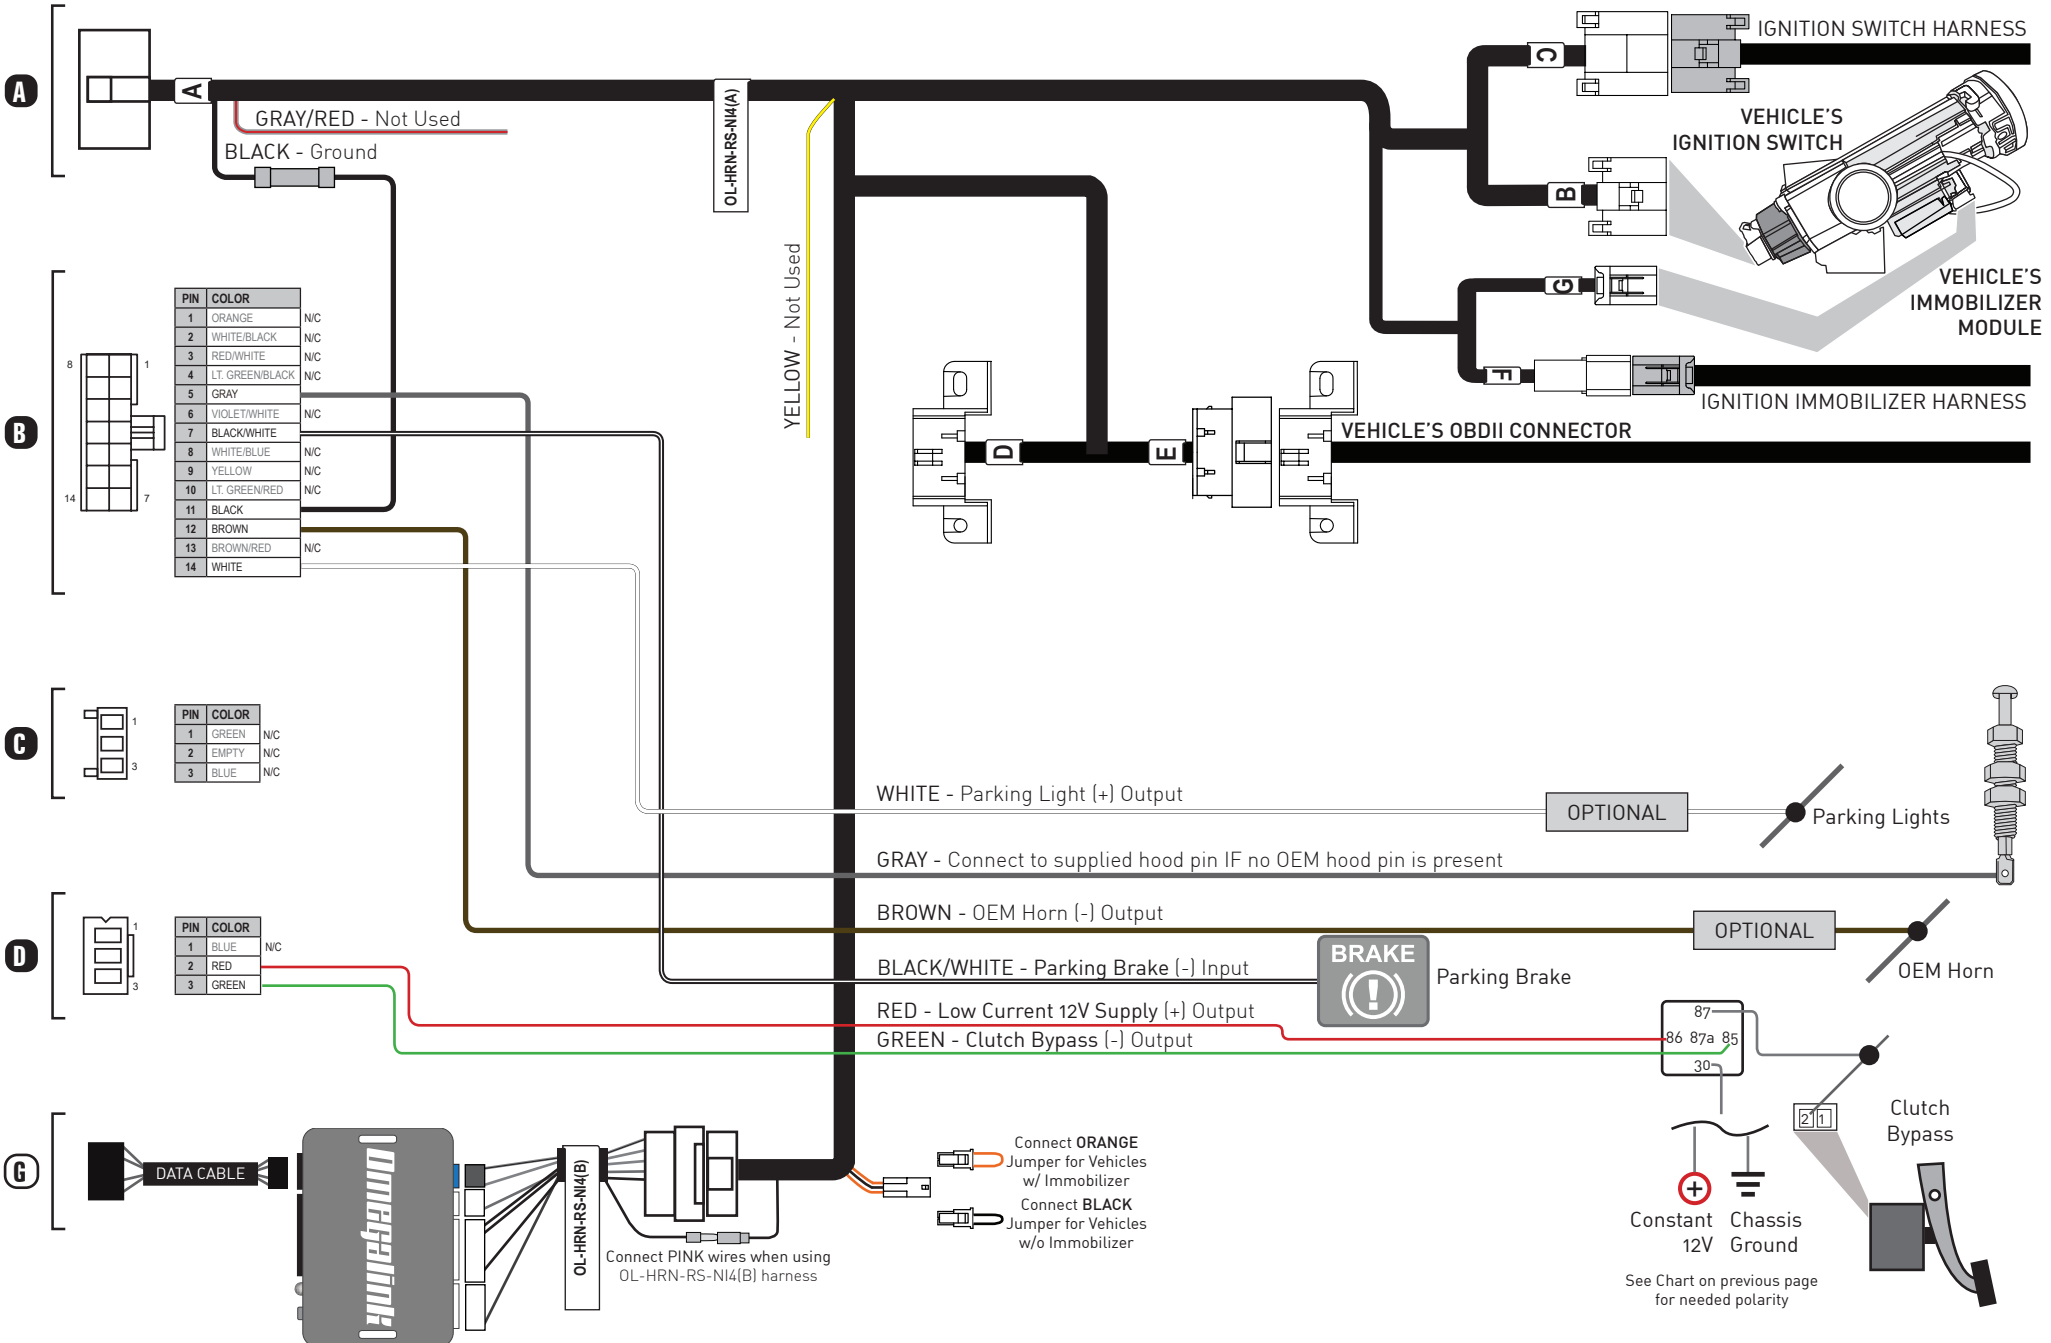 A
A
GRAY/RED - Not Used
BLACK - Ground
OL-HRN-RS-NI4(A)
YELLOW - Not Used
C
IGNITION SWITCH HARNESS
VEHICLE'S
IGNITION SWITCH
B
G
VEHICLE'S
IMMOBILIZER
MODULE
F
IGNITION IMMOBILIZER HARNESS
D
E
VEHICLE'S OBDII CONNECTOR
B
8
1
14
7
PIN COLOR
1 ORANGE N/C
2 WHITE/BLACK N/C
3 RED/WHITE N/C
4 LT. GREEN/BLACK N/C
5 GRAY
6 VIOLET/WHITE N/C
7 BLACK/WHITE
8 WHITE/BLUE N/C
9 YELLOW N/C
10 LT. GREEN/RED N/C
11 BLACK
12 BROWN
13 BROWN/RED N/C
14 WHITE
C
1
3
PIN COLOR
1 GREEN N/C
2 EMPTY N/C
3 BLUE N/C
WHITE - Parking Light (+) Output
OPTIONAL
Parking Lights
GRAY - Connect to supplied hood pin IF no OEM hood pin is present
D
1
3
PIN COLOR
1 BLUE N/C
2 RED
3 GREEN
BROWN - OEM Horn (-) Output
OPTIONAL
OEM Horn
BLACK/WHITE - Parking Brake (-) Input
BRAKE
!
Parking Brake
RED - Low Current 12V Supply (+) Output
GREEN - Clutch Bypass (-) Output
87
86 87a 85
30
2 1
Clutch
Bypass
+
Constant
12V
Chassis
Ground
See Chart on previous page
for needed polarity
G
DATA CABLE
Omegalink
OL-HRN-RS-NI4(B)
Connect PINK wires when using
OL-HRN-RS-NI4(B) harness
Connect ORANGE
Jumper for Vehicles
w/ Immobilizer
Connect BLACK
Jumper for Vehicles
w/o Immobilizer